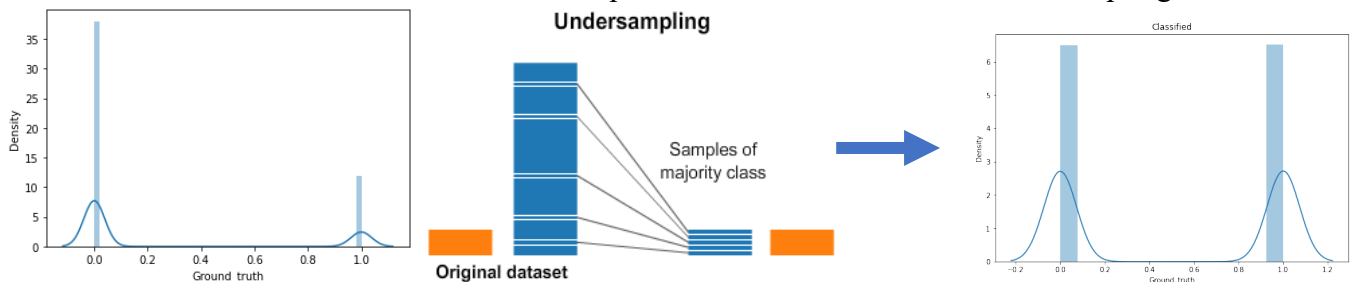 Undersampling
35
30
25
20
15
10
5
0
Density
0.0 0.2 0.4 0.6 0.8 1.0
Ground truth
Samples of
majority class
Original dataset
Classified
6
5
4
3
2
1
0
Density
−0.2 0.0 0.2 0.4 0.6 0.8 1.0 1.2
Ground truth